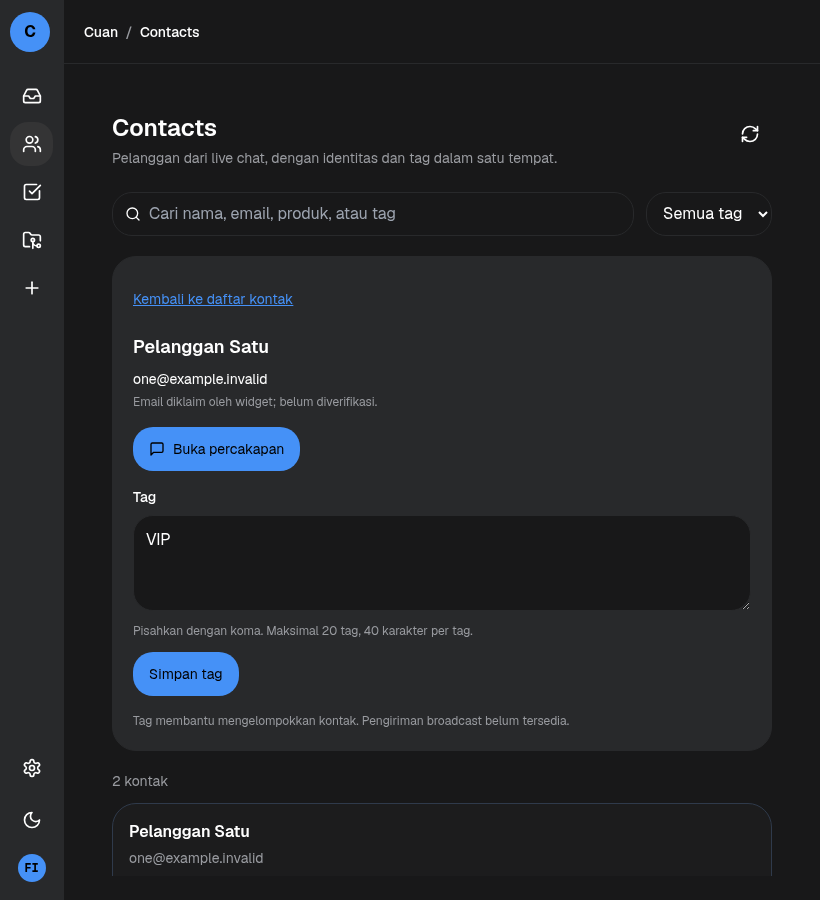 C
Cuan / Contacts
Contacts
Pelanggan dari live chat, dengan identitas dan tag dalam satu tempat.
Cari nama, email, produk, atau tag
Semua tag
Kembali ke daftar kontak
Pelanggan Satu
one@example.invalid
Email diklaim oleh widget; belum diverifikasi.
Buka percakapan
Tag
VIP
Pisahkan dengan koma. Maksimal 20 tag, 40 karakter per tag.
Simpan tag
Tag membantu mengelompokkan kontak. Pengiriman broadcast belum tersedia.
2 kontak
Pelanggan Satu
one@example.invalid
FI